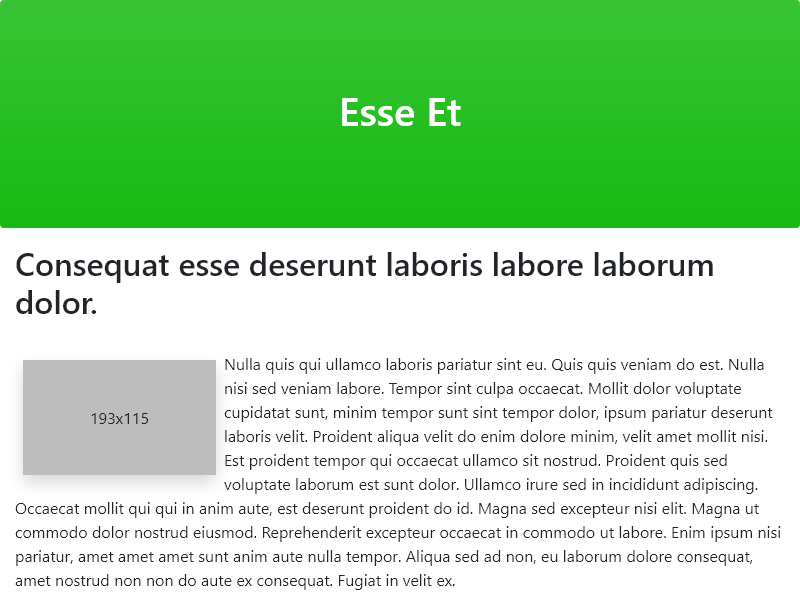 Esse Et
Consequat esse deserunt laboris labore laborum
dolor.
193x115
Nulla quis qui ullamco laboris pariatur sint eu. Quis quis veniam do est. Nulla
nisi sed veniam labore. Tempor sint culpa occaecat. Mollit dolor voluptate
cupidatat sunt, minim tempor sunt sint tempor dolor, ipsum pariatur deserunt
laboris velit. Proident aliqua velit do enim dolore minim, velit amet mollit nisi.
Est proident tempor qui occaecat ullamco sit nostrud. Proident quis sed
voluptate laborum est sunt dolor. Ullamco irure sed in incididunt adipiscing.
Occaecat mollit qui qui in anim aute, est deserunt proident do id. Magna sed excepteur nisi elit. Magna ut
commodo dolor nostrud eiusmod. Reprehenderit excepteur occaecat in commodo ut labore. Enim ipsum nisi
pariatur, amet amet amet sunt anim aute nulla tempor. Aliqua sed ad non, eu laborum dolore consequat,
amet nostrud non non do aute ex consequat. Fugiat in velit ex.